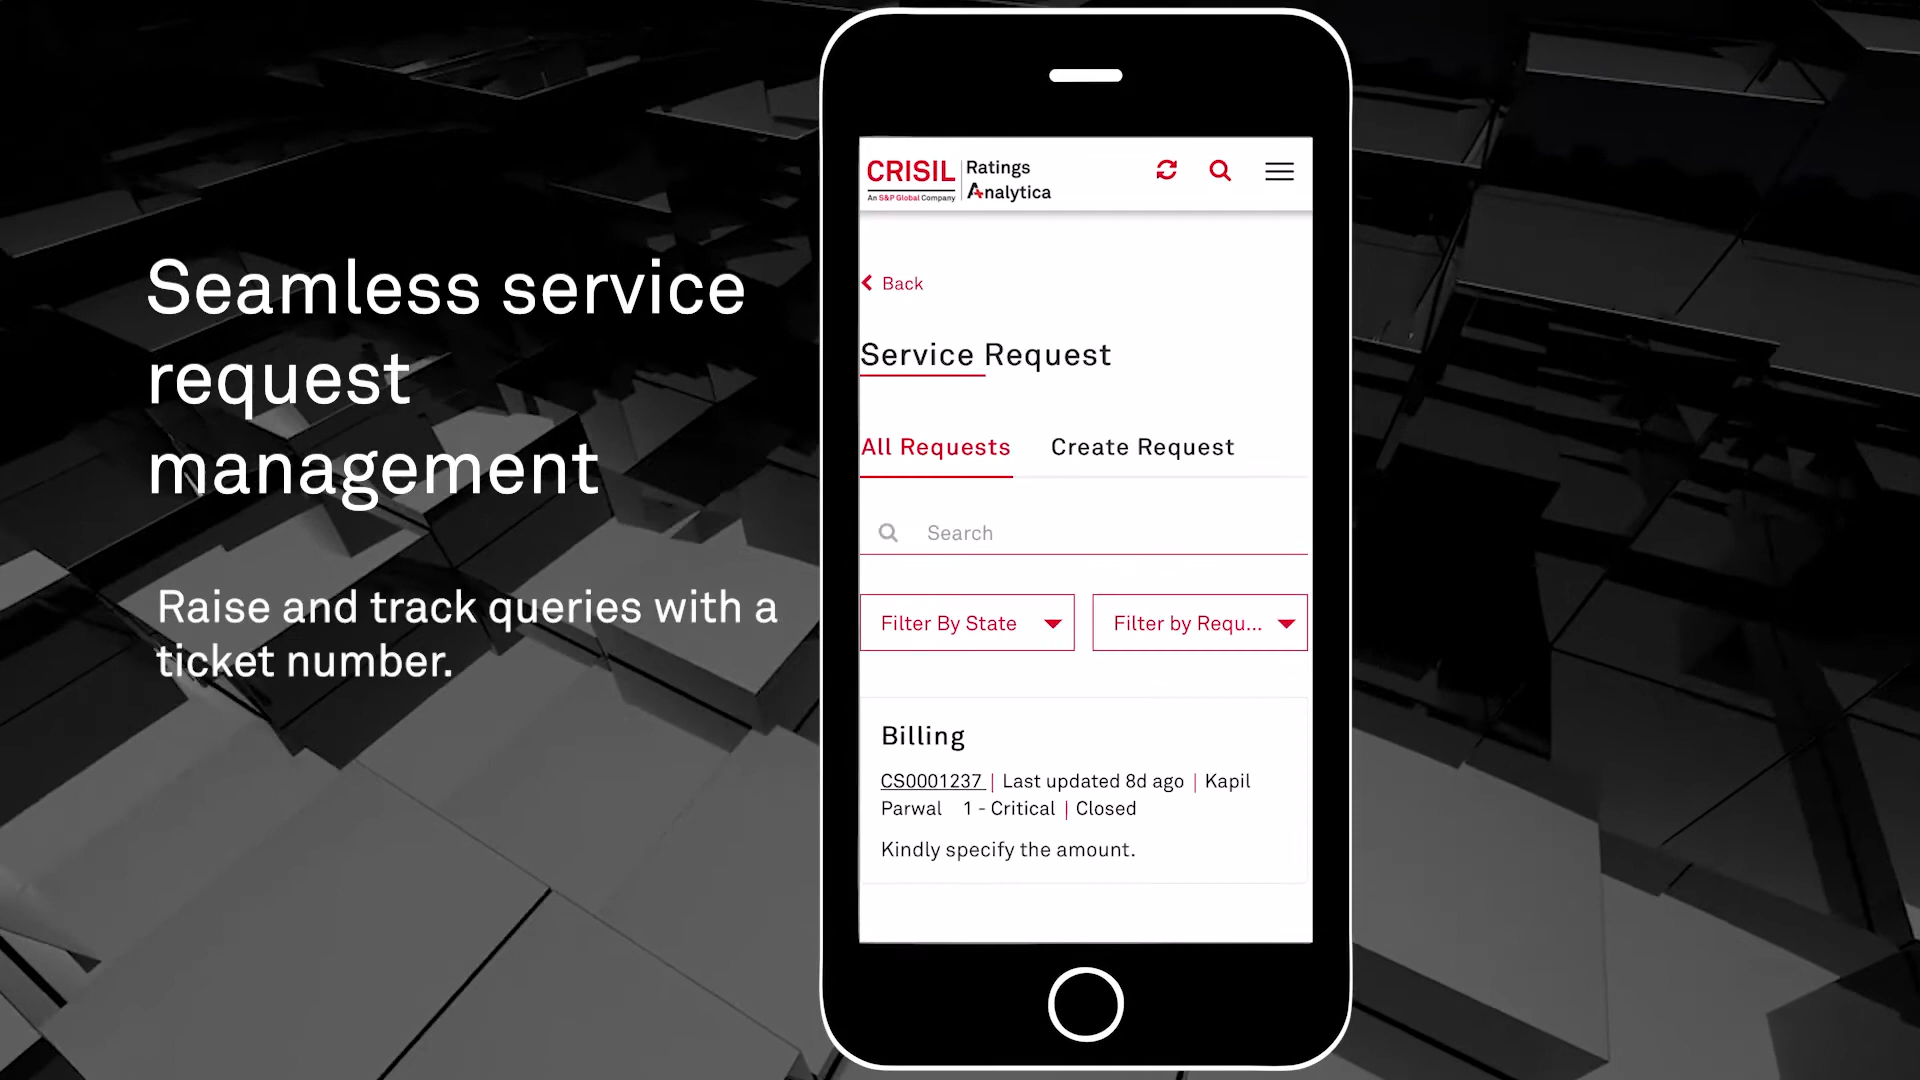 Seamless service
request
management
Raise and track queries with a
ticket number.
CRISIL
An S&P Global Company
Ratings
Analytica
Back
Service Request
All Requests Create Request
Search
Filter By State Filter by Requ...
Billing
CS0001237 | Last updated 8d ago | Kapil
Parwal 1 - Critical | Closed
Kindly specify the amount.